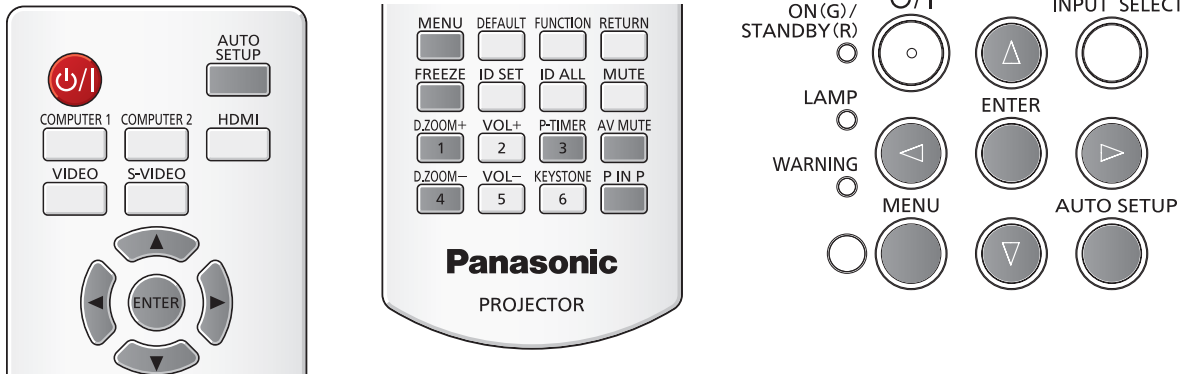 AUTO
SETUP
COMPUTER 1 COMPUTER 2 HDMI
VIDEO S-VIDEO
ENTER
MENU DEFAULT FUNCTION RETURN
FREEZE ID SET ID ALL MUTE
D.ZOOM+ VOL+ P-TIMER AV MUTE
1 2 3
D.ZOOM− VOL− KEYSTONE P IN P
4 5 6
Panasonic
PROJECTOR
ON(G)/
STANDBY(R)
INPUT SELECT
LAMP
ENTER
WARNING
MENU
AUTO SETUP